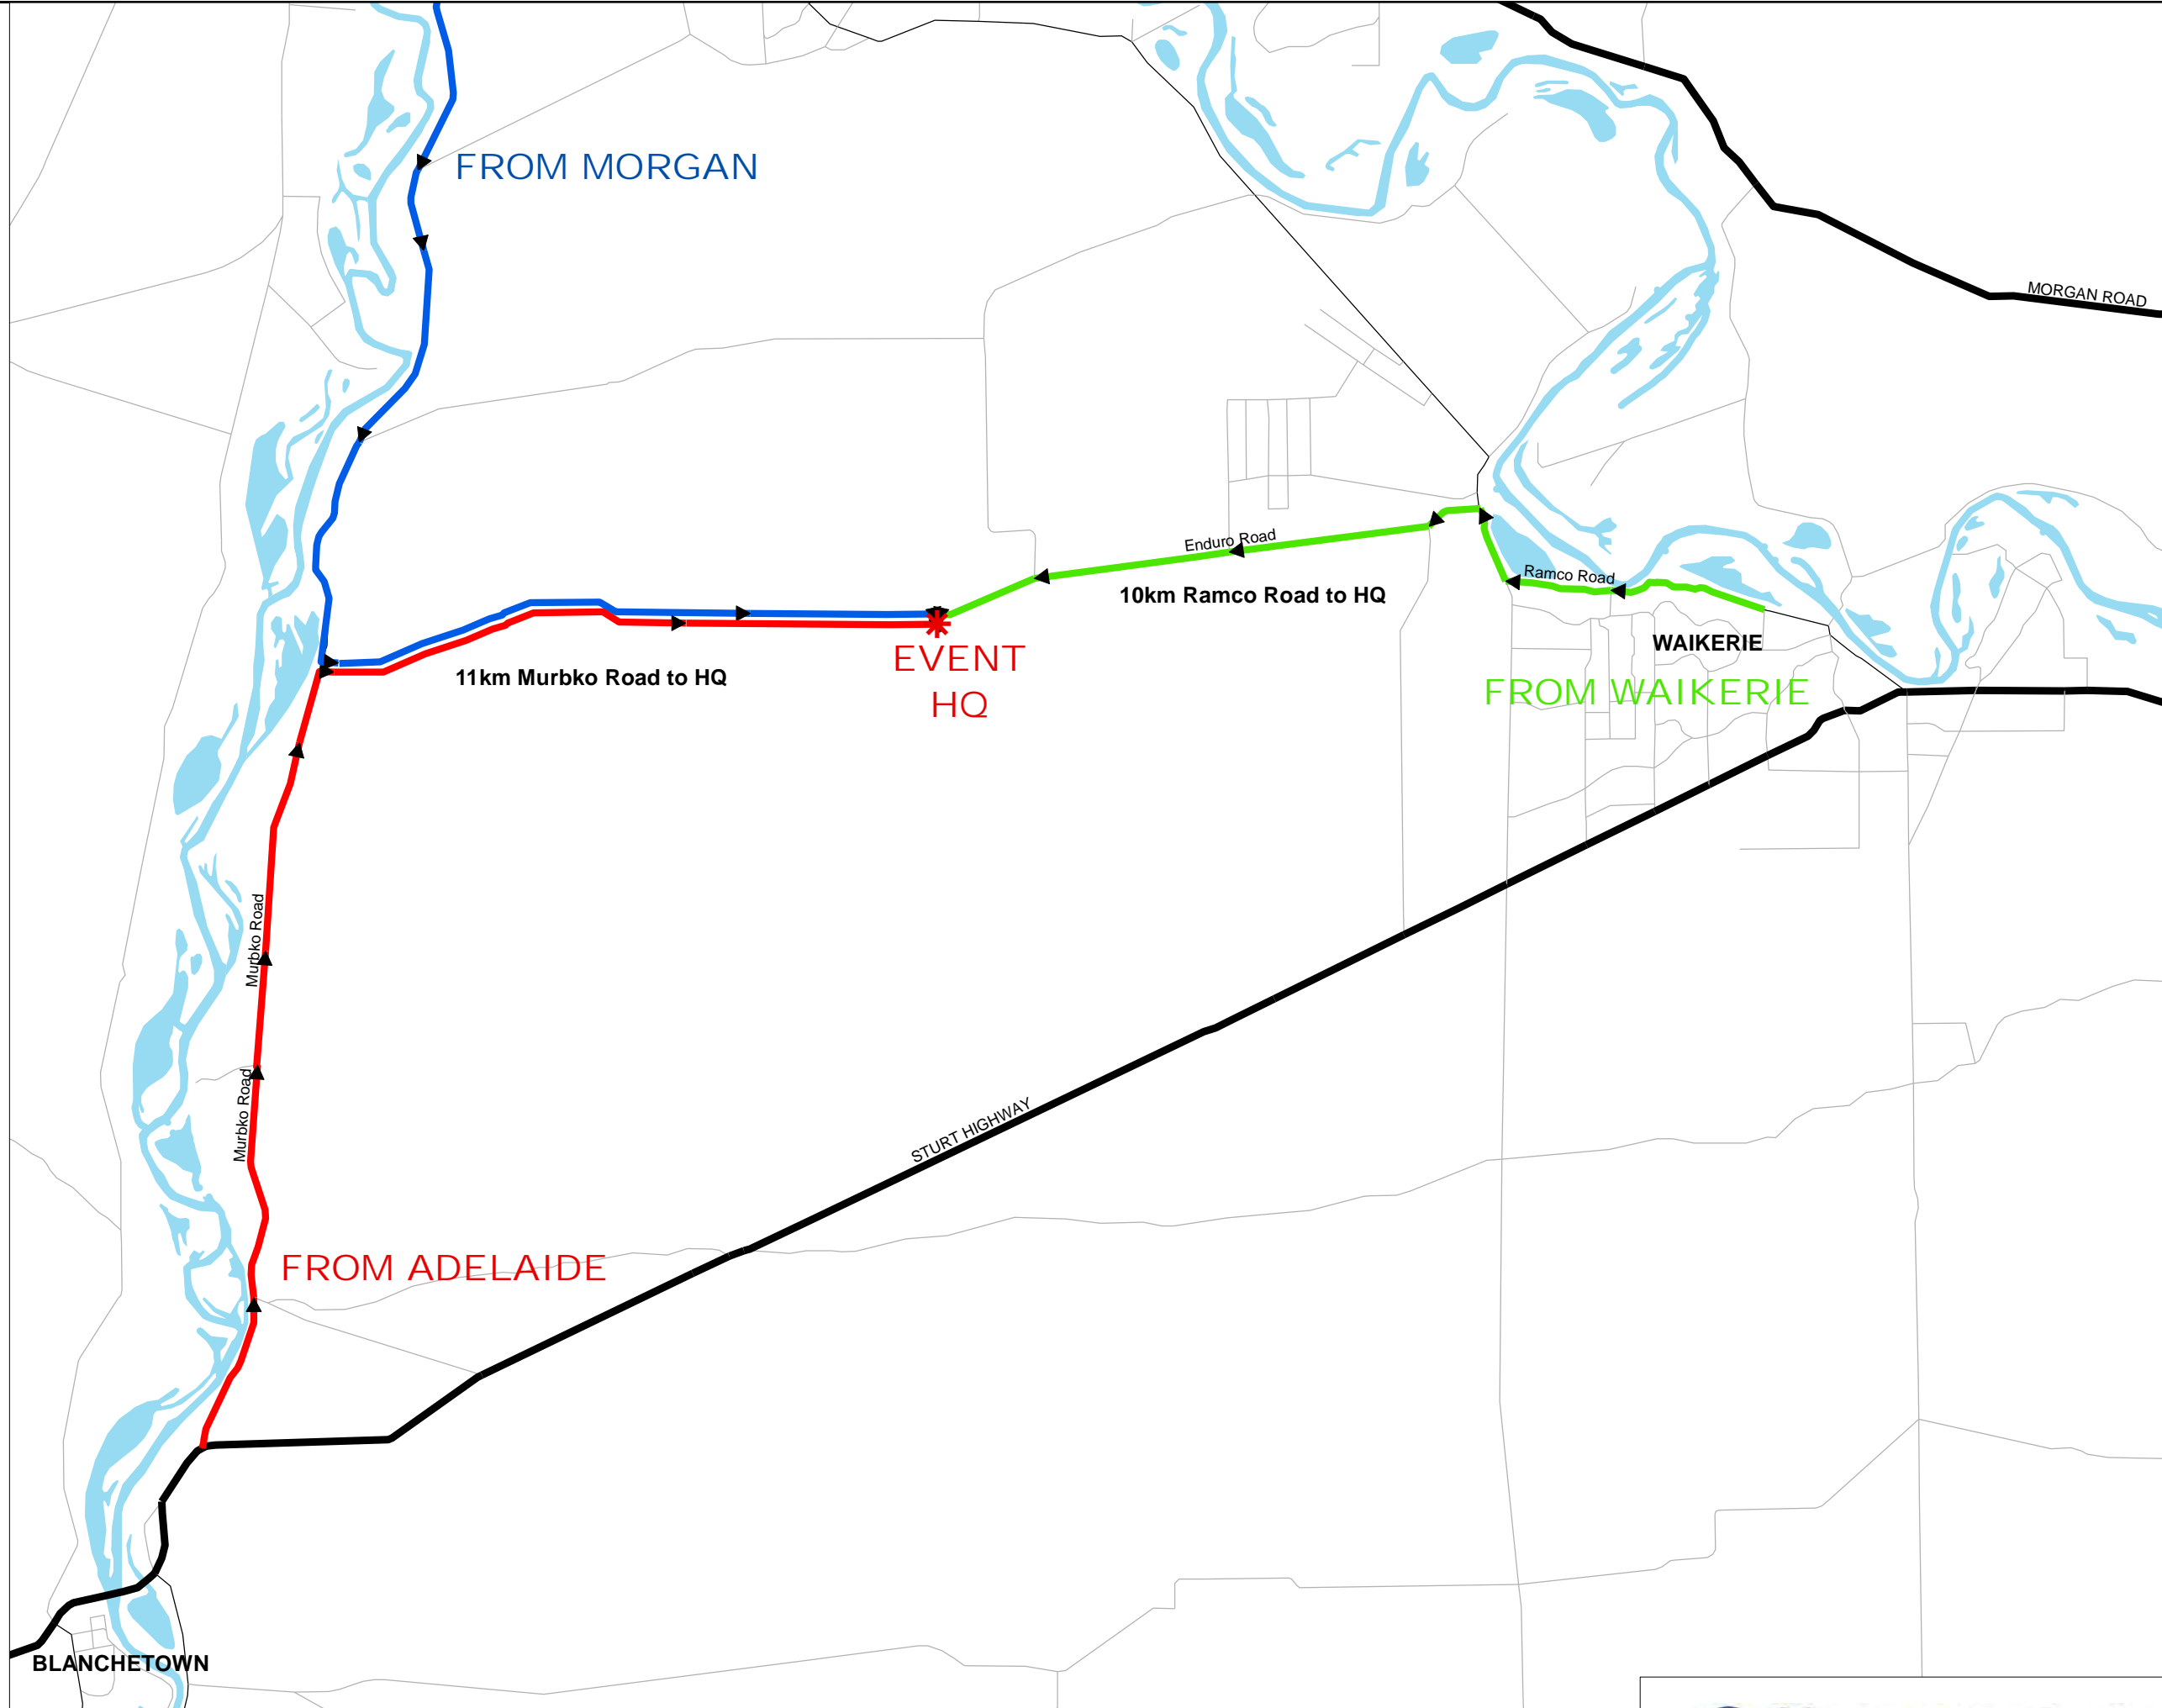 FROM MORGAN
MORGAN ROAD
Enduro Road
Ramco Road
10km Ramco Road to HQ
WAIKERIE
EVENT
HQ
11km Murbko Road to HQ
FROM WAIKERIE
Murbko Road
Murbko Road
STURT HIGHWAY
FROM ADELAIDE
BLANCHETOWN